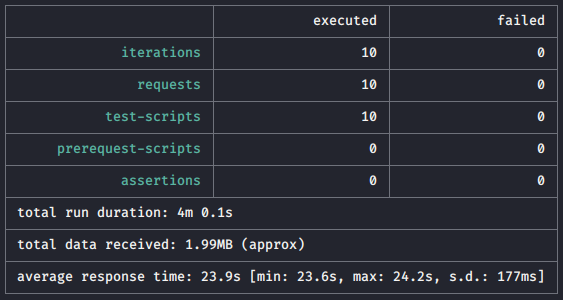 executed failed
iterations 10 0
requests 10 0
test-scripts 10 0
prerequest-scripts 0 0
assertions 0 0
total run duration: 4m 0.1s
total data received: 1.99MB (approx)
average response time: 23.9s [min: 23.6s, max: 24.2s, s.d.: 177ms]